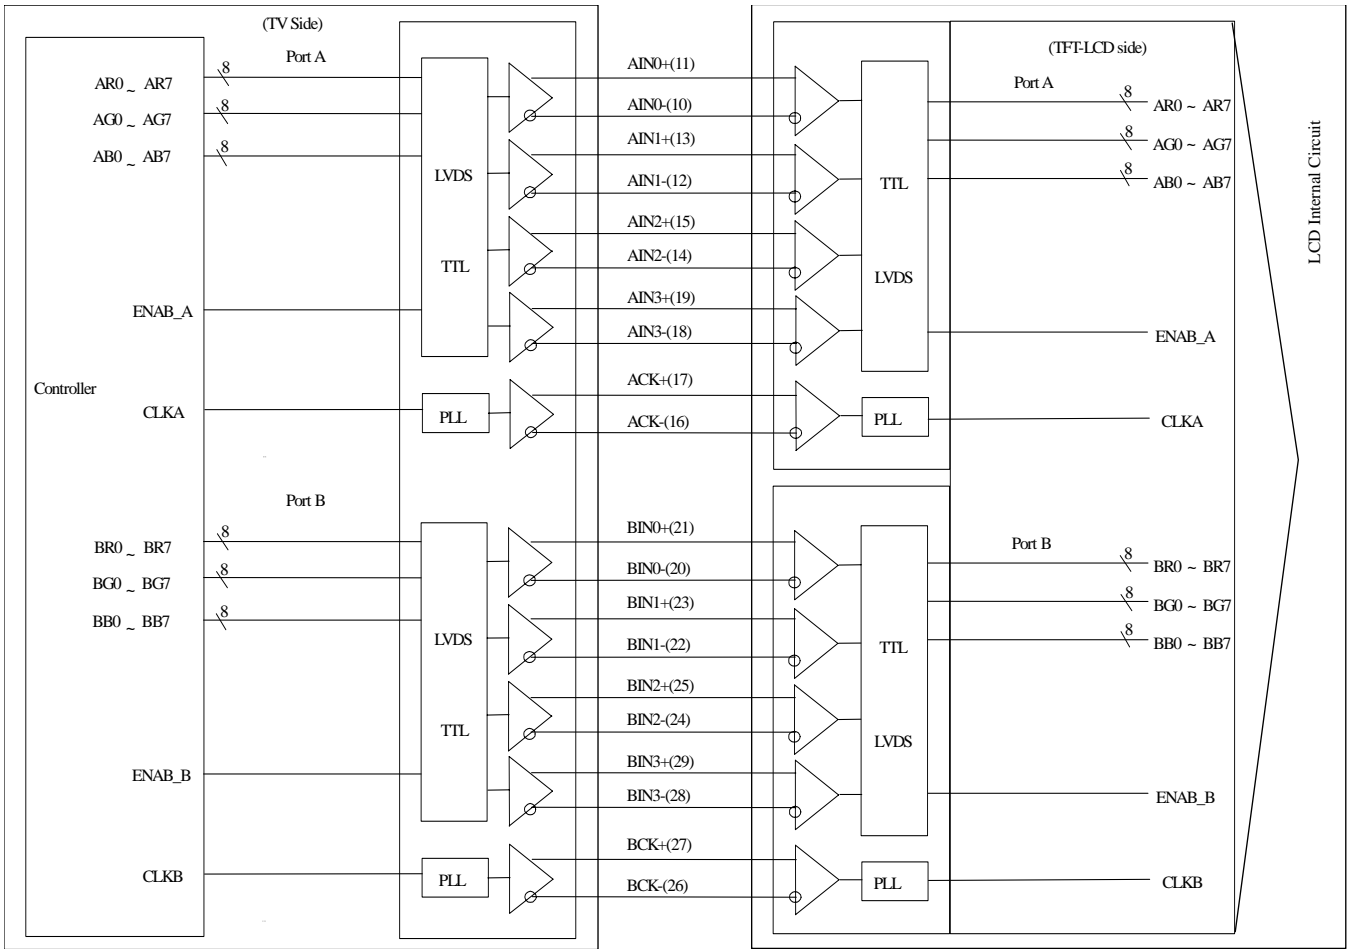 (TV Side)
Port A
AR0 ~ AR7
8
AG0 ~ AG7
8
AB0 ~ AB7
8
LVDS
TTL
ENAB_A
Controller
CLKA
PLL
AIN0+(11)
AIN0-(10)
AIN1+(13)
AIN1-(12)
AIN2+(15)
AIN2-(14)
AIN3+(19)
AIN3-(18)
ACK+(17)
ACK-(16)
(TFT-LCD side)
Port A
TTL
LVDS
8
AR0 ~ AR7
8
AG0 ~ AG7
8
AB0 ~ AB7
ENAB_A
PLL
CLKA
LCD Internal Circuit
Port B
BR0 ~ BR7
8
BG0 ~ BG7
8
BB0 ~ BB7
8
LVDS
TTL
ENAB_B
CLKB
PLL
BIN0+(21)
BIN0-(20)
BIN1+(23)
BIN1-(22)
BIN2+(25)
BIN2-(24)
BIN3+(29)
BIN3-(28)
BCK+(27)
BCK-(26)
Port B
TTL
LVDS
8
BR0 ~ BR7
8
BG0 ~ BG7
8
BB0 ~ BB7
ENAB_B
PLL
CLKB